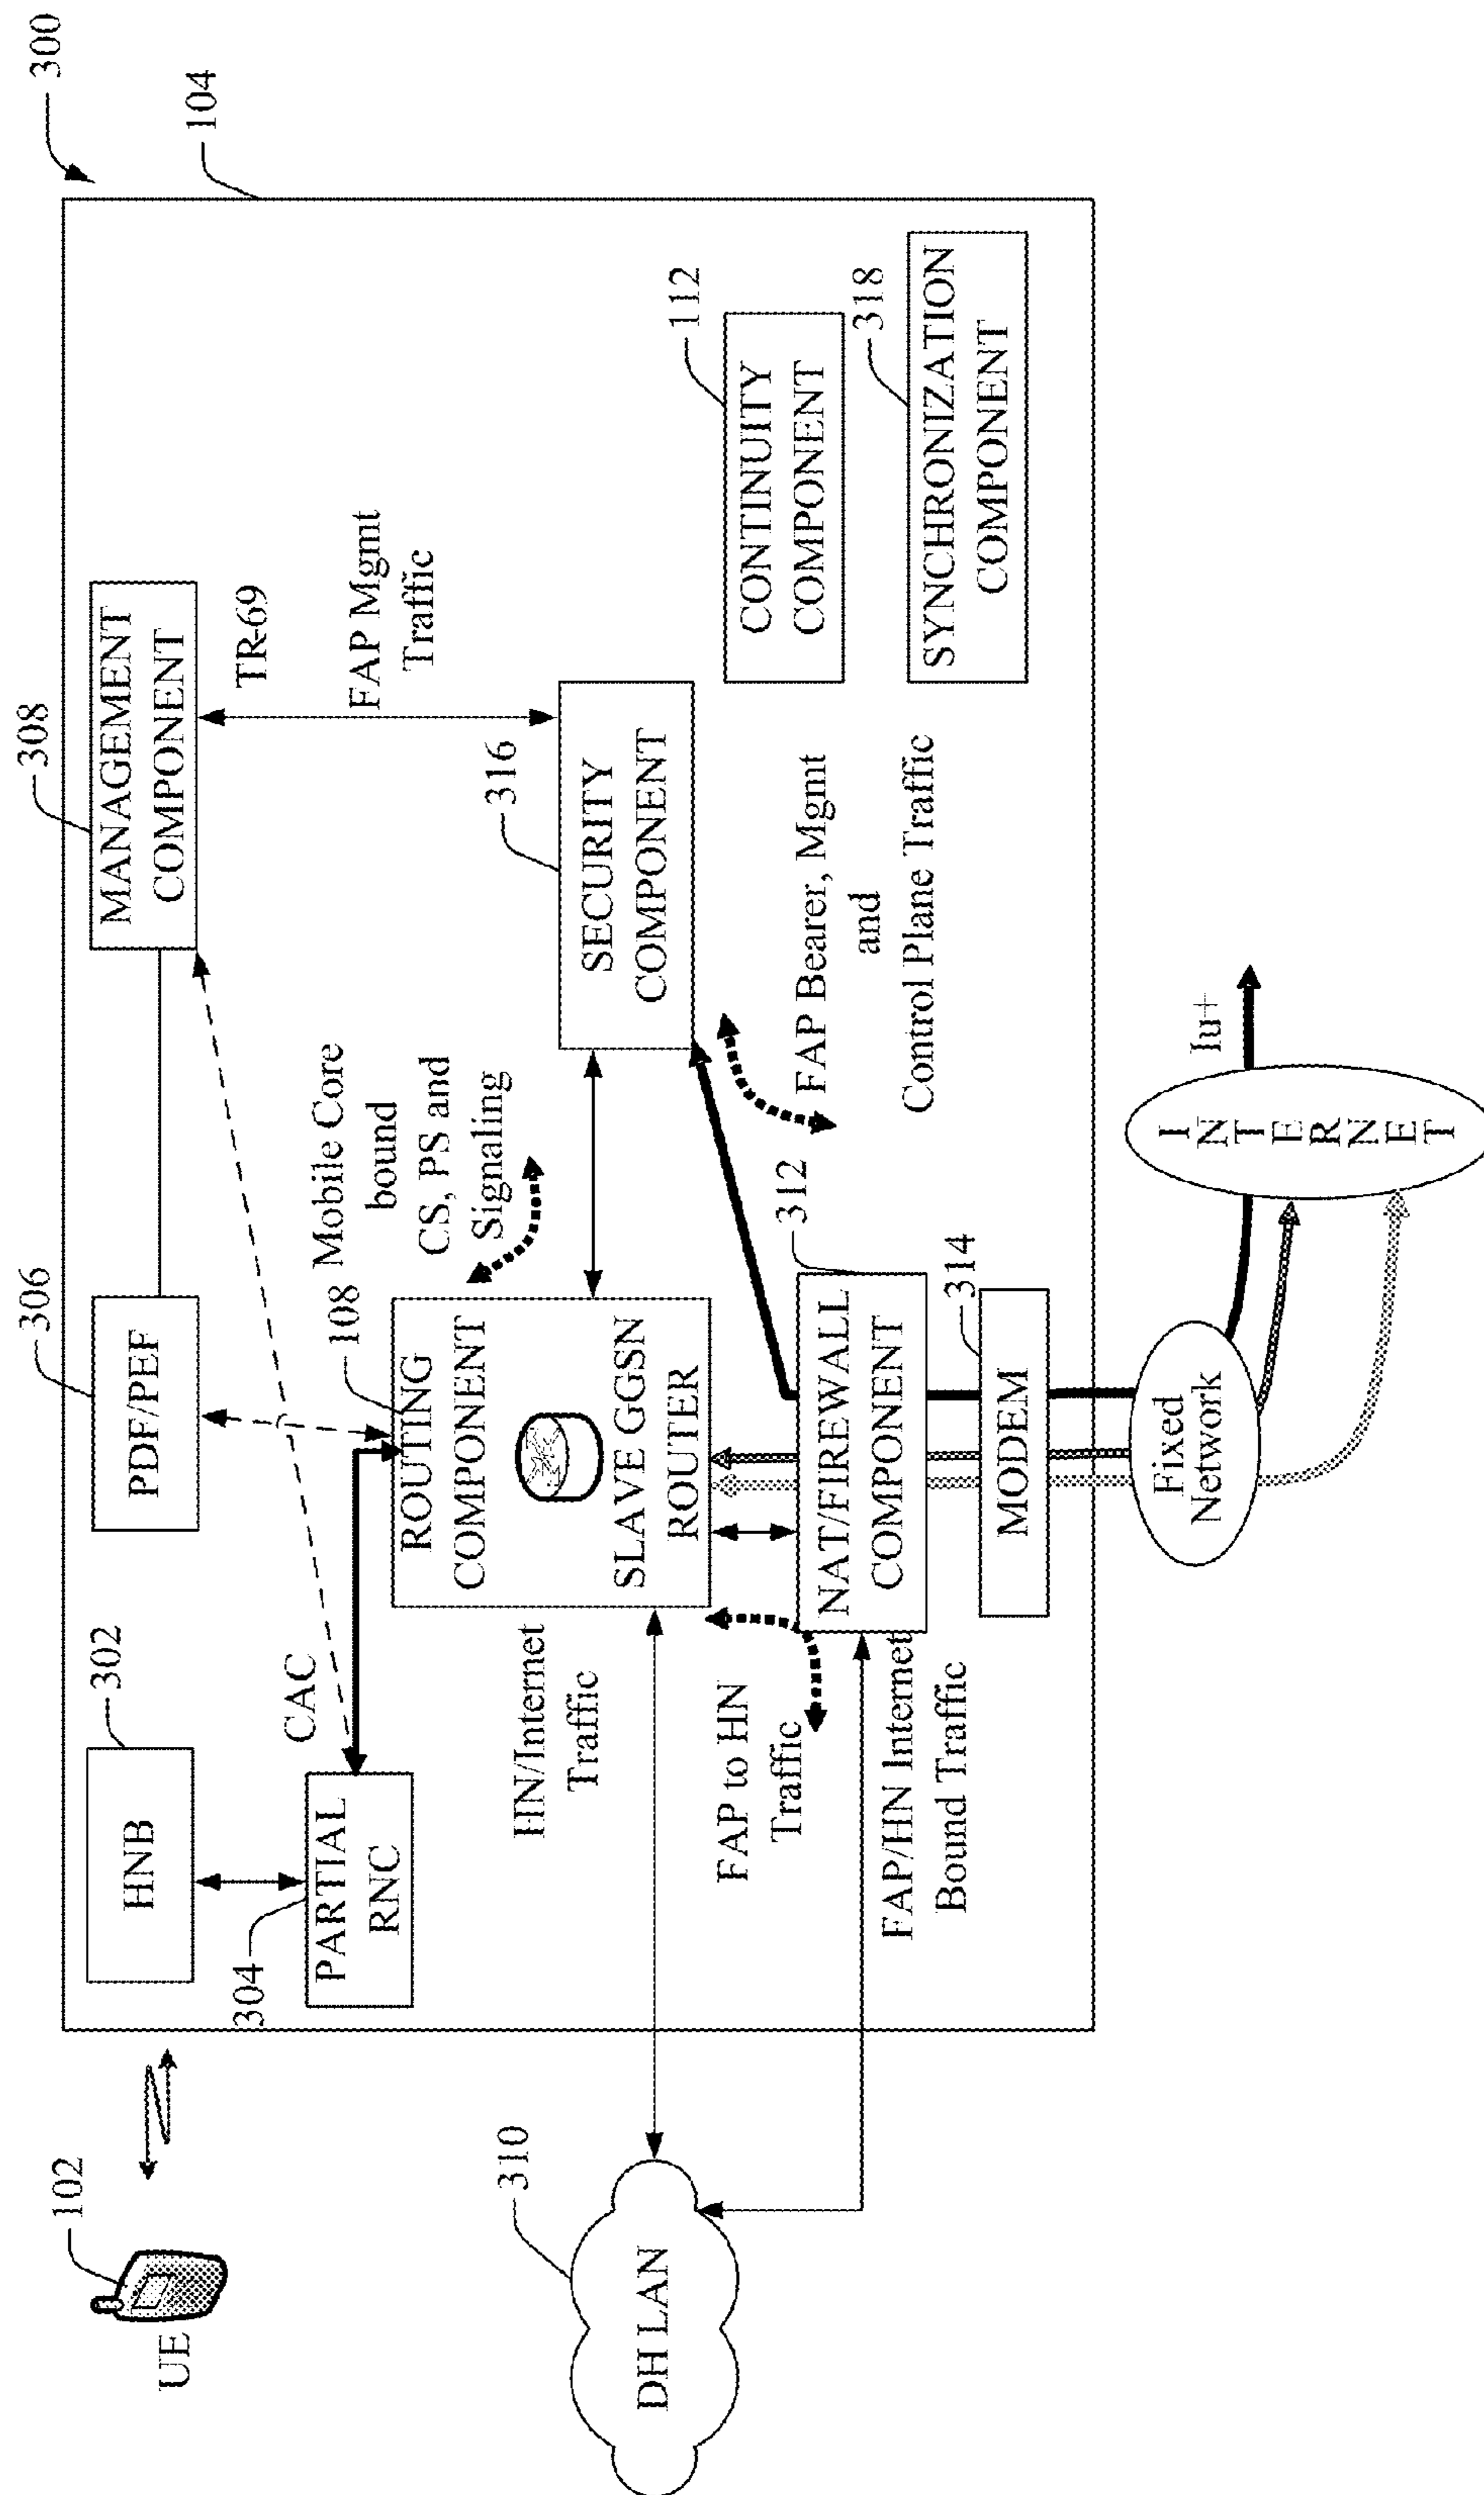 300
104
102
UE
302
HNB
304
PARTIAL
RNC
CAC
306
PDF/PEF
308
MANAGEMENT
COMPONENT
TR-69
FAP Mgmt
Traffic
Mobile Core
bound
CS, PS and
Signaling
108
ROUTING
COMPONENT
SLAVE GGSN
ROUTER
316
SECURITY
COMPONENT
HN/Internet
Traffic
310
DH LAN
FAP to HN
Traffic
FAP/HN Internet
Bound Traffic
312
NAT/FIREWALL
COMPONENT
314
MODEM
FAP Bearer, Mgmt
and
Control Plane Traffic
112
CONTINUITY
COMPONENT
318
SYNCHRONIZATION
COMPONENT
Fixed
Network
INTERNET
Iu+